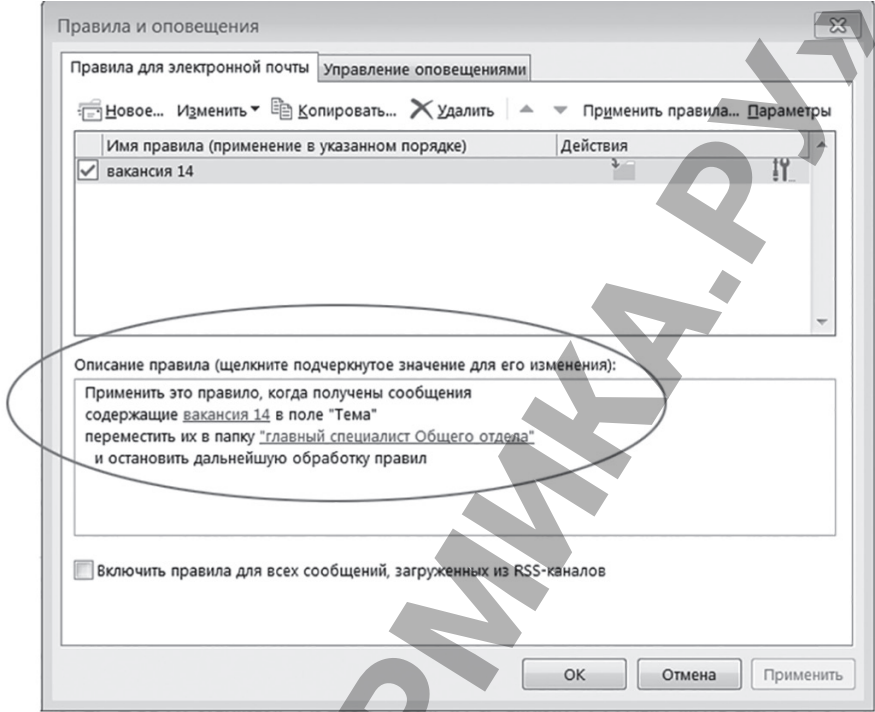 Правила и оповещения
Правила для электронной почты Управление оповещениями
Новое... Изменить Копировать... Удалить Применить правила... Параметры
Имя правила (применение в указанном порядке) Действия
вакансия 14
Описание правила (щелкните подчеркнутое значение для его изменения):
Применить это правило, когда получены сообщения
содержащие вакансия 14 в поле "Тема"
переместить их в папку "главный специалист Общего отдела"
и остановить дальнейшую обработку правил
Включить правила для всех сообщений, загруженных из RSS-каналов
ОК Отмена Применить
РМИКА.РУ»